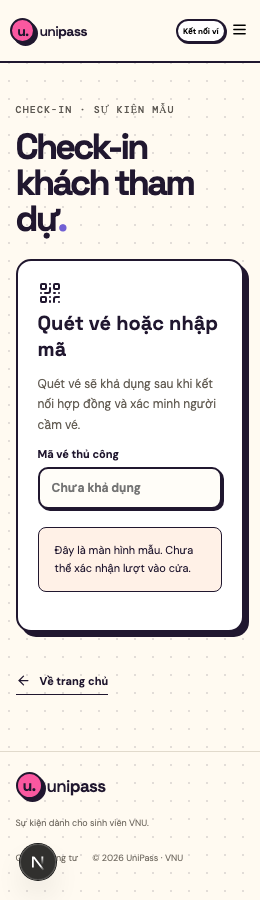 u. unipass
Kết nối ví
CHECK-IN · SỰ KIỆN MẪU
Check-in
khách tham
dự.
Quét vé hoặc nhập
mã
Quét vé sẽ khả dụng sau khi kết
nối hợp đồng và xác minh người
cầm vé.
Mã vé thủ công
Chưa khả dụng
Đây là màn hình mẫu. Chưa
thể xác nhận lượt vào cửa.
← Về trang chủ
u. unipass
Sự kiện dành cho sinh viên VNU.
N
tư © 2026 UniPass · VNU